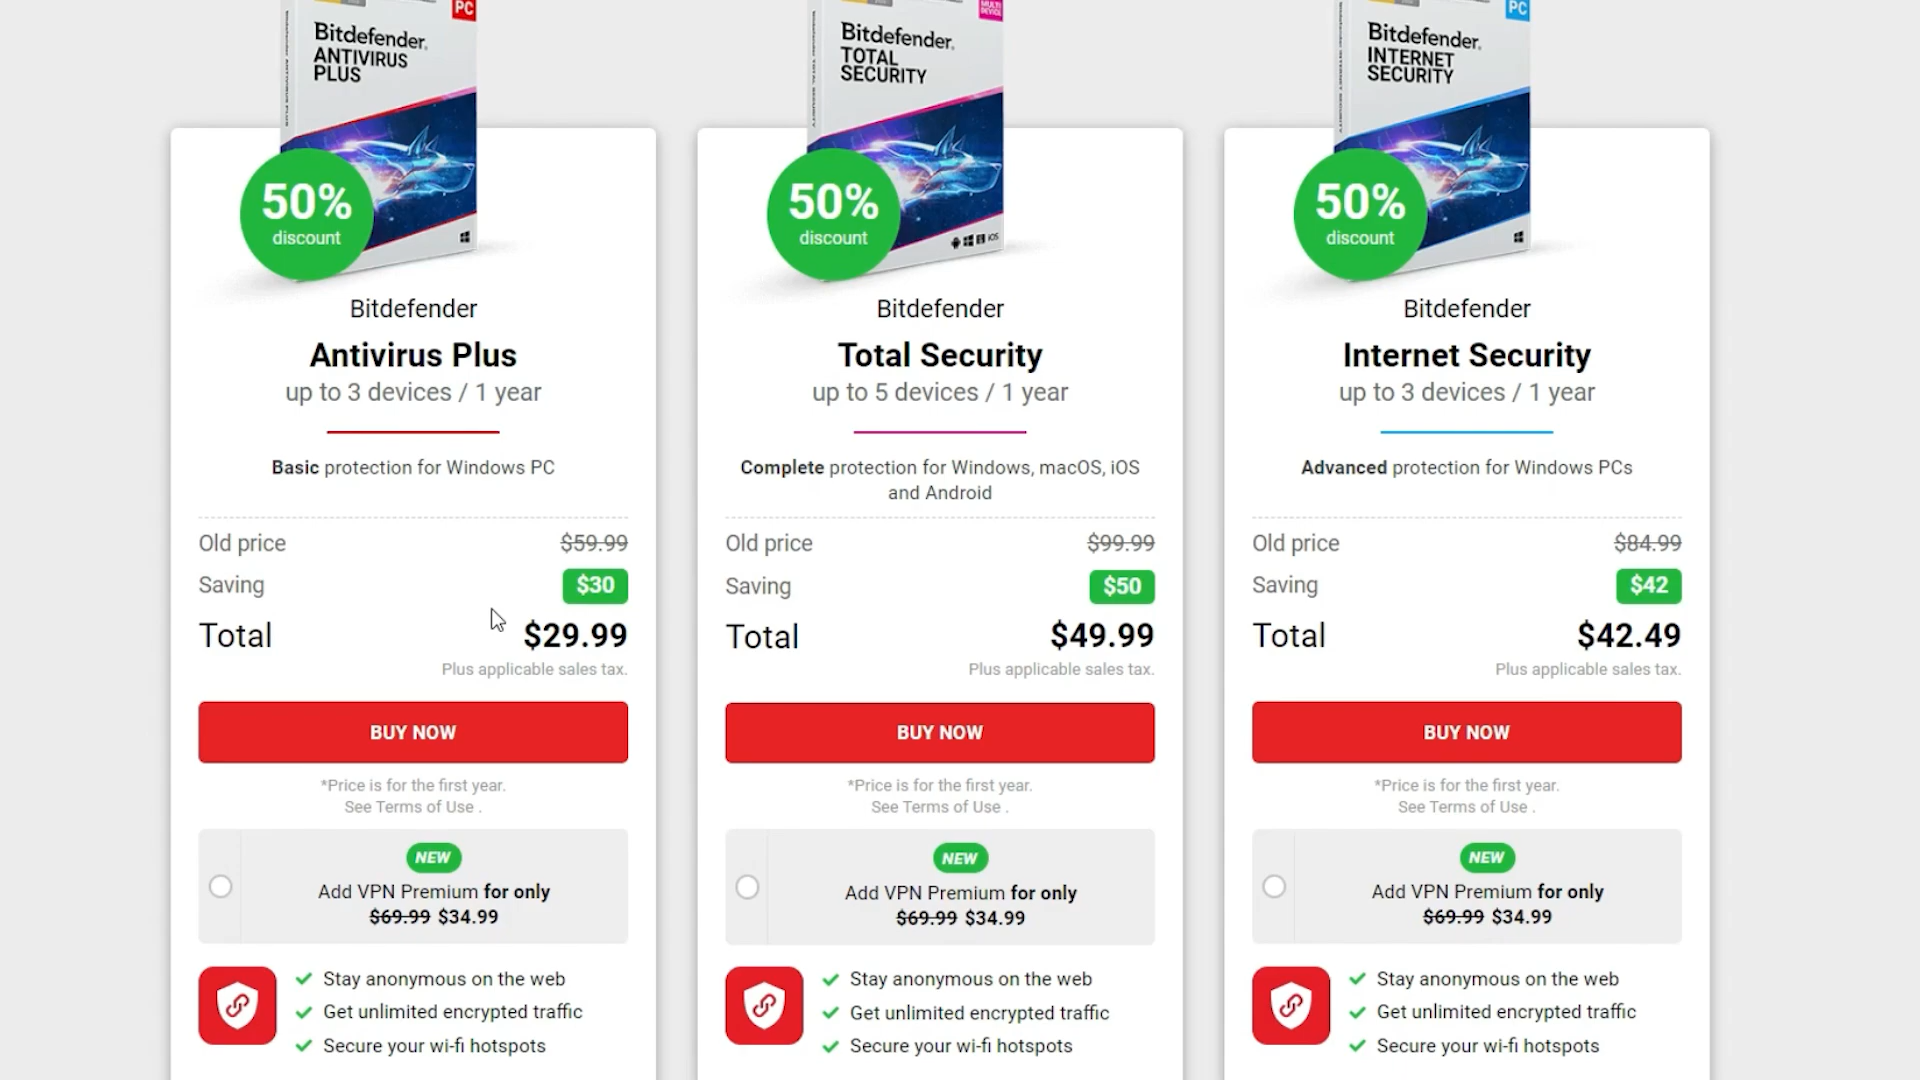 PC
Bitdefender.
ANTIVIRUS
PLUS
50%
discount
Bitdefender
Antivirus Plus
up to 3 devices / 1 year
Basic protection for Windows PC
Old price $59.99
Saving $30
Total $29.99
Plus applicable sales tax.
BUY NOW
*Price is for the first year.
See Terms of Use .
NEW
Add VPN Premium for only
$69.99 $34.99
Stay anonymous on the web
Get unlimited encrypted traffic
Secure your wi-fi hotspots
MULTI
DEVICE
Bitdefender.
TOTAL
SECURITY
iOS
50%
discount
Bitdefender
Total Security
up to 5 devices / 1 year
Complete protection for Windows, macOS, iOS
and Android
Old price $99.99
Saving $50
Total $49.99
Plus applicable sales tax.
BUY NOW
*Price is for the first year.
See Terms of Use .
NEW
Add VPN Premium for only
$69.99 $34.99
Stay anonymous on the web
Get unlimited encrypted traffic
Secure your wi-fi hotspots
PC
Bitdefender.
INTERNET
SECURITY
50%
discount
Bitdefender
Internet Security
up to 3 devices / 1 year
Advanced protection for Windows PCs
Old price $84.99
Saving $42
Total $42.49
Plus applicable sales tax.
BUY NOW
*Price is for the first year.
See Terms of Use .
NEW
Add VPN Premium for only
$69.99 $34.99
Stay anonymous on the web
Get unlimited encrypted traffic
Secure your wi-fi hotspots